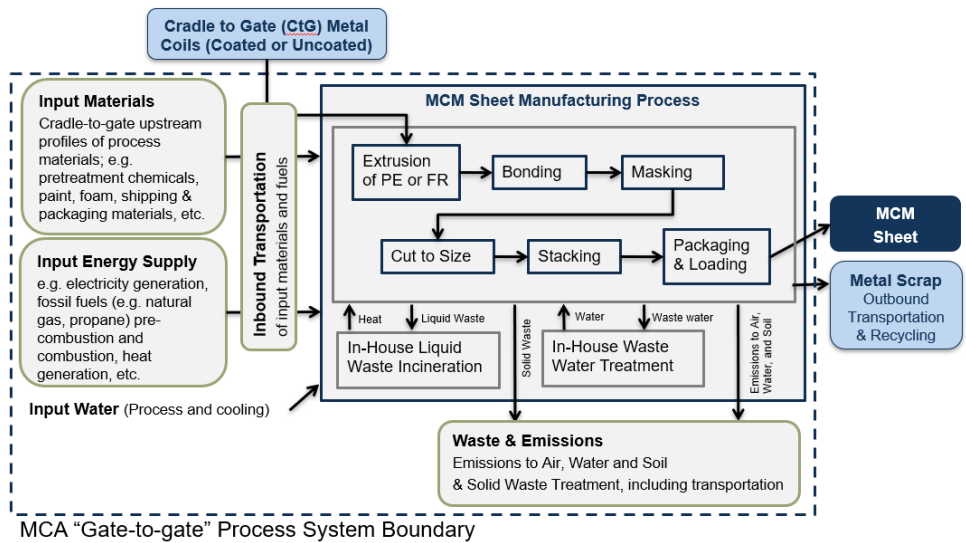 Cradle to Gate (CtG) Metal
Coils (Coated or Uncoated)
Input Materials
Cradle-to-gate upstream
profiles of process
materials; e.g.
pretreatment chemicals,
paint, foam, shipping &
packaging materials, etc.
Input Energy Supply
e.g. electricity generation,
fossil fuels (e.g. natural
gas, propane) pre-
combustion and
combustion, heat
generation, etc.
Input Water (Process and cooling)
Inbound Transportation
of input materials and fuels
MCM Sheet Manufacturing Process
Extrusion
of PE or FR
Bonding
Masking
Cut to Size
Stacking
Packaging
& Loading
Heat
Liquid Waste
In-House Liquid
Waste Incineration
Solid Waste
Water
Waste water
In-House Waste
Water Treatment
Emissions to Air,
Water, and Soil
MCM
Sheet
Metal Scrap
Outbound
Transportation
& Recycling
Waste & Emissions
Emissions to Air, Water and Soil
& Solid Waste Treatment, including transportation
MCA “Gate-to-gate” Process System Boundary